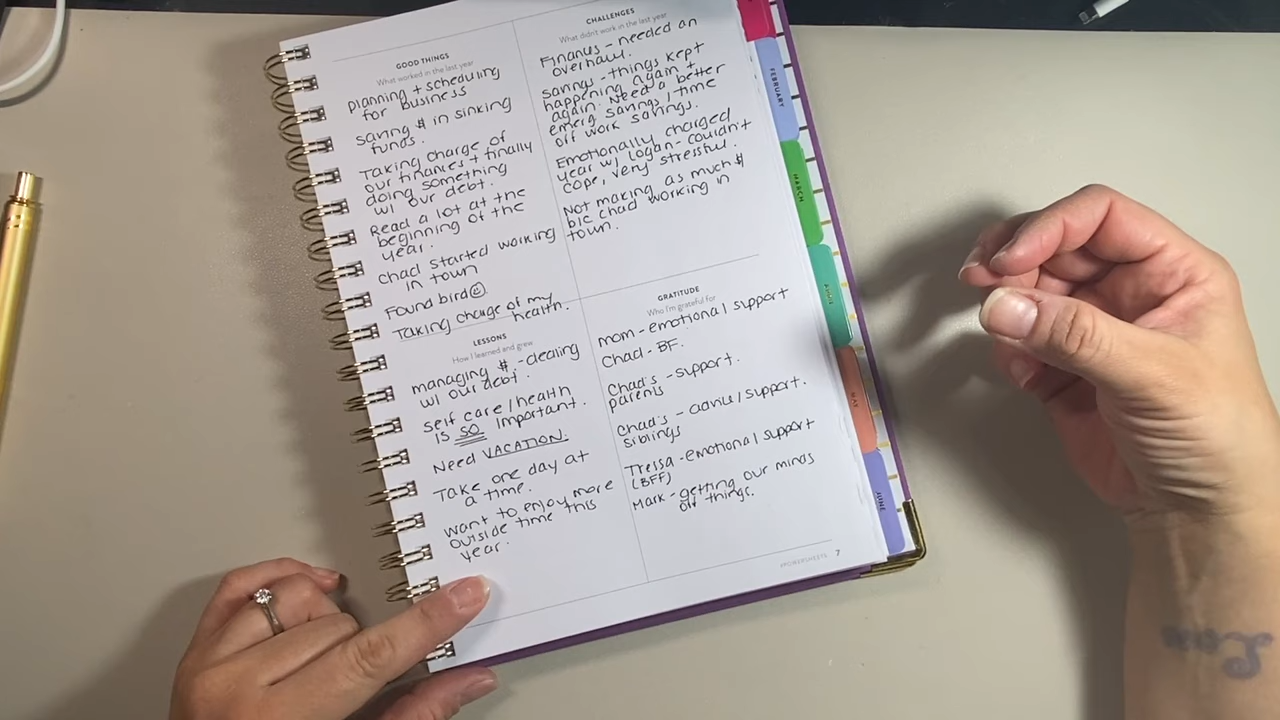 GOOD THINGS
What worked in the last year
planning + scheduling
for business
saving $ in sinking
funds.
Taking charge of
our finances + finally
doing something
w/ our debt.
Read a lot at the
beginning of the
year.
chad started working
in town
Found bird
Taking charge of my
health.
CHALLENGES
What didn't work in the last year
Finances - needed an
overhaul.
savings - things kept
happening again +
again. Need a better
emerg savings / time
off work savings.
Emotionally charged
year w/ Logan - couldn't
cope, very stressful.
Not making as much $
b/c chad working in
town.
LESSONS
How I learned and grew
managing $ - dealing
w/ our debt.
self care/health
is SO important.
Need VACATION.
Take one day at
a time.
want to enjoy more
outside time this
year.
GRATITUDE
Who I'm grateful for
mom - emotional support
Chad - BF.
Chad's - support.
parents
Chad's - advice/support.
siblings
Tressa - emotional support
(BFF)
Mark - getting our minds
off things.
#POWERSHEETS 7
FEBRUARY
MARCH
APRIL
MAY
JUNE